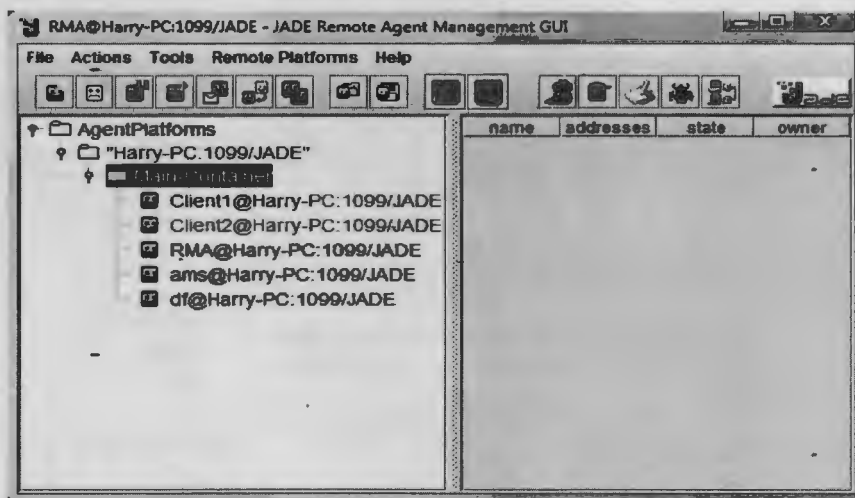 RMA@Harry-PC:1099/JADE - JADE Remote Agent Management GUI
File Actions Tools Remote Platforms Help
AgentPlatforms
name addresses state owner
"Harry-PC.1099/JADE"
Main-Container
Client1@Harry-PC:1099/JADE
Client2@Harry-PC:1099/JADE
RMA@Harry-PC:1099/JADE
ams@Harry-PC:1099/JADE
df@Harry-PC:1099/JADE